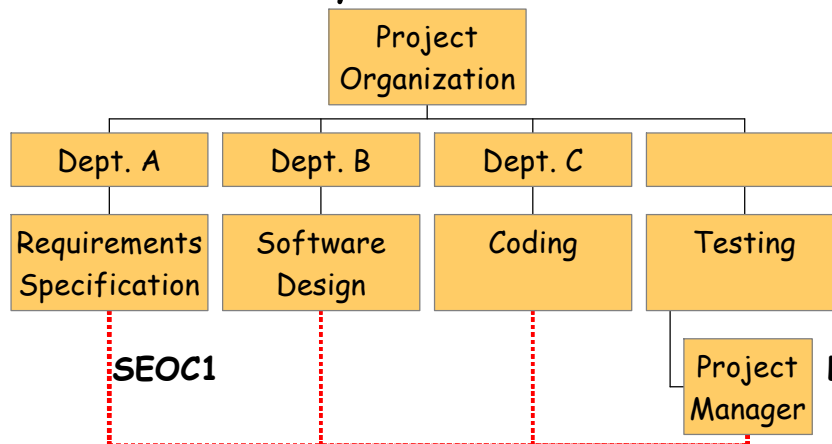 Project
Organization
Dept. A
Dept. B
Dept. C
Requirements
Specification
Software
Design
Coding
Testing
SEOC1
Project
Manager